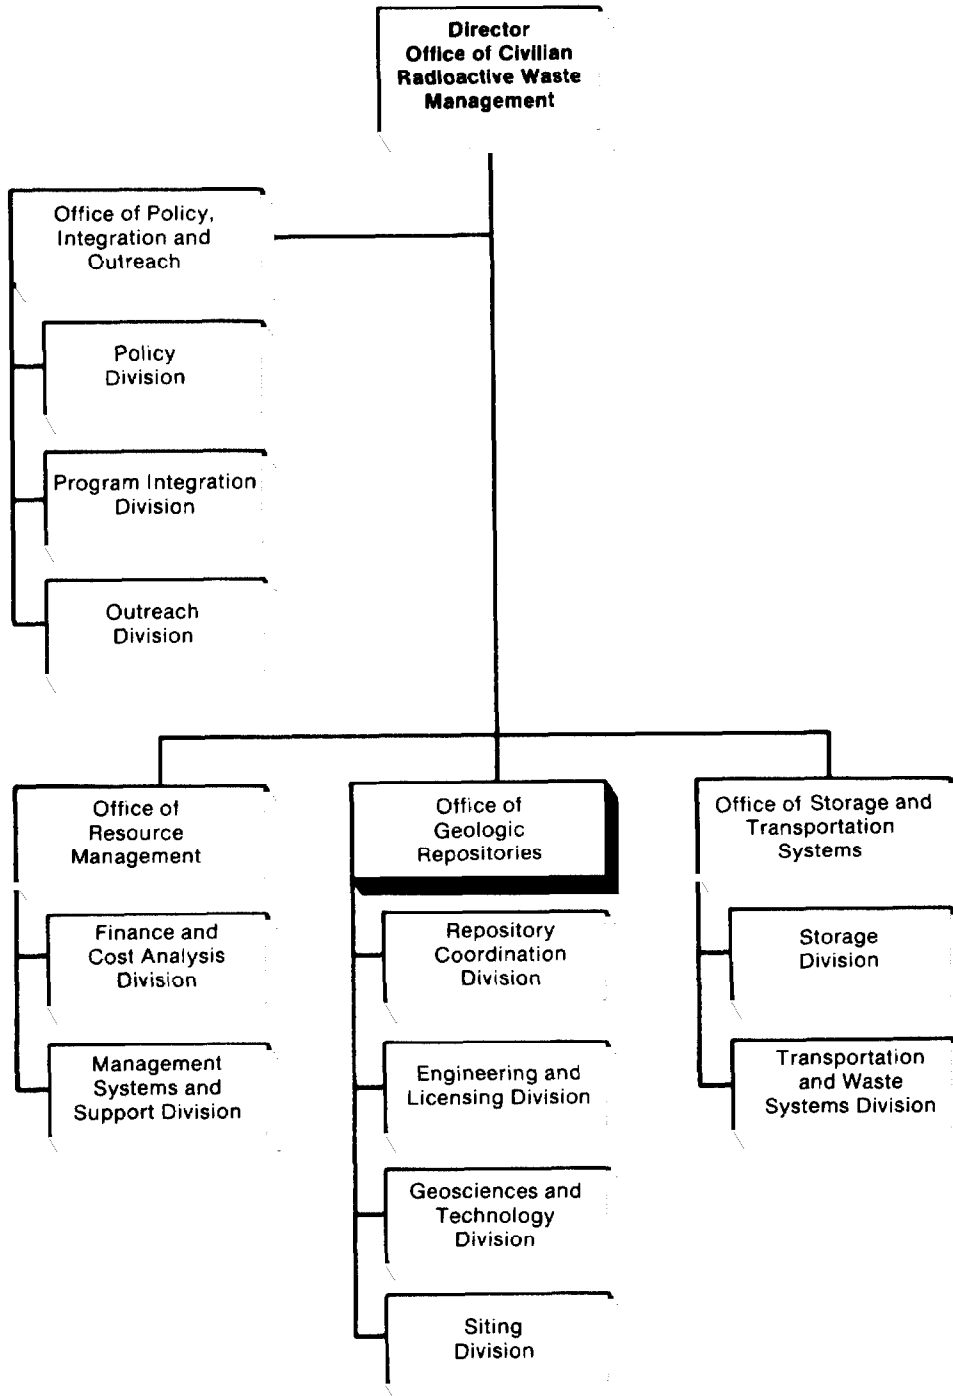 Director
Office of Civilian
Radioactive Waste
Management
Office of Policy,
Integration and
Outreach
Policy
Division
Program Integration
Division
Outreach
Division
Office of
Resource
Management
Finance and
Cost Analysis
Division
Management
Systems and
Support Division
Office of
Geologic
Repositories
Repository
Coordination
Division
Engineering and
Licensing Division
Geosciences and
Technology
Division
Siting
Division
Office of Storage and
Transportation
Systems
Storage
Division
Transportation
and Waste
Systems Division